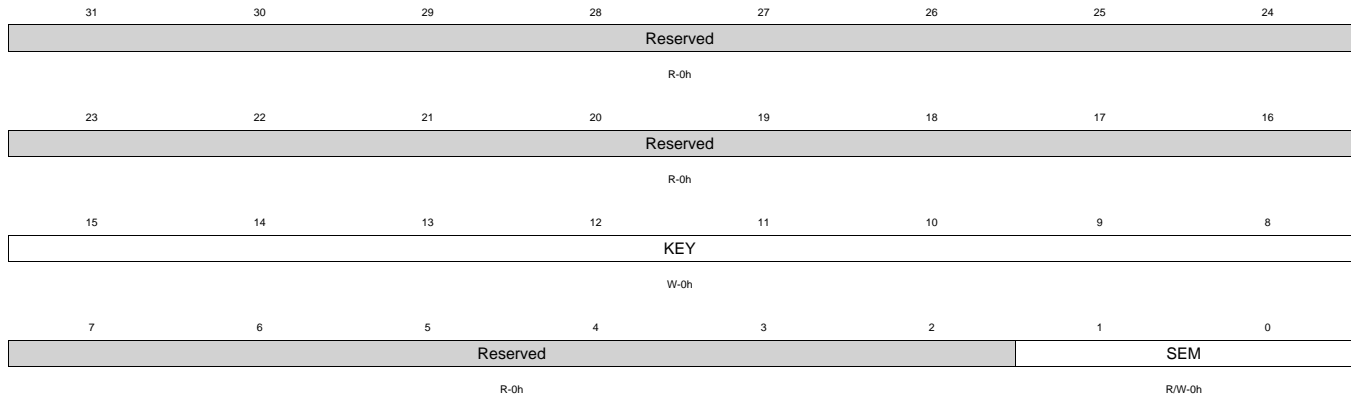 31 30 29 28 27 26 25 24
Reserved
R-0h
23 22 21 20 19 18 17 16
Reserved
R-0h
15 14 13 12 11 10 9 8
KEY
W-0h
7 6 5 4 3 2 1 0
Reserved SEM
R-0h R/W-0h